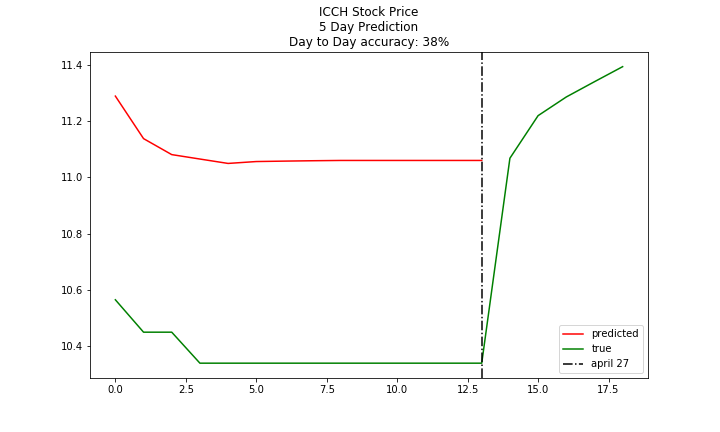 ICCH Stock Price
5 Day Prediction
Day to Day accuracy: 38%
11.4
11.2
11.0
10.8
10.6
10.4
0.0 2.5 5.0 7.5 10.0 12.5 15.0 17.5
predicted
true
april 27